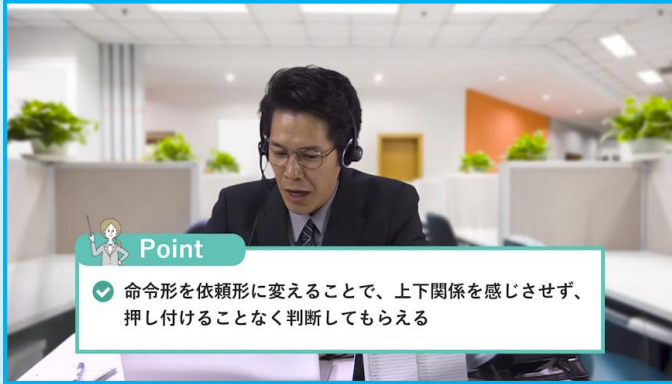 Point
命令形を依頼形に変えることで、上下関係を感じさせず、
押し付けることなく判断してもらえる